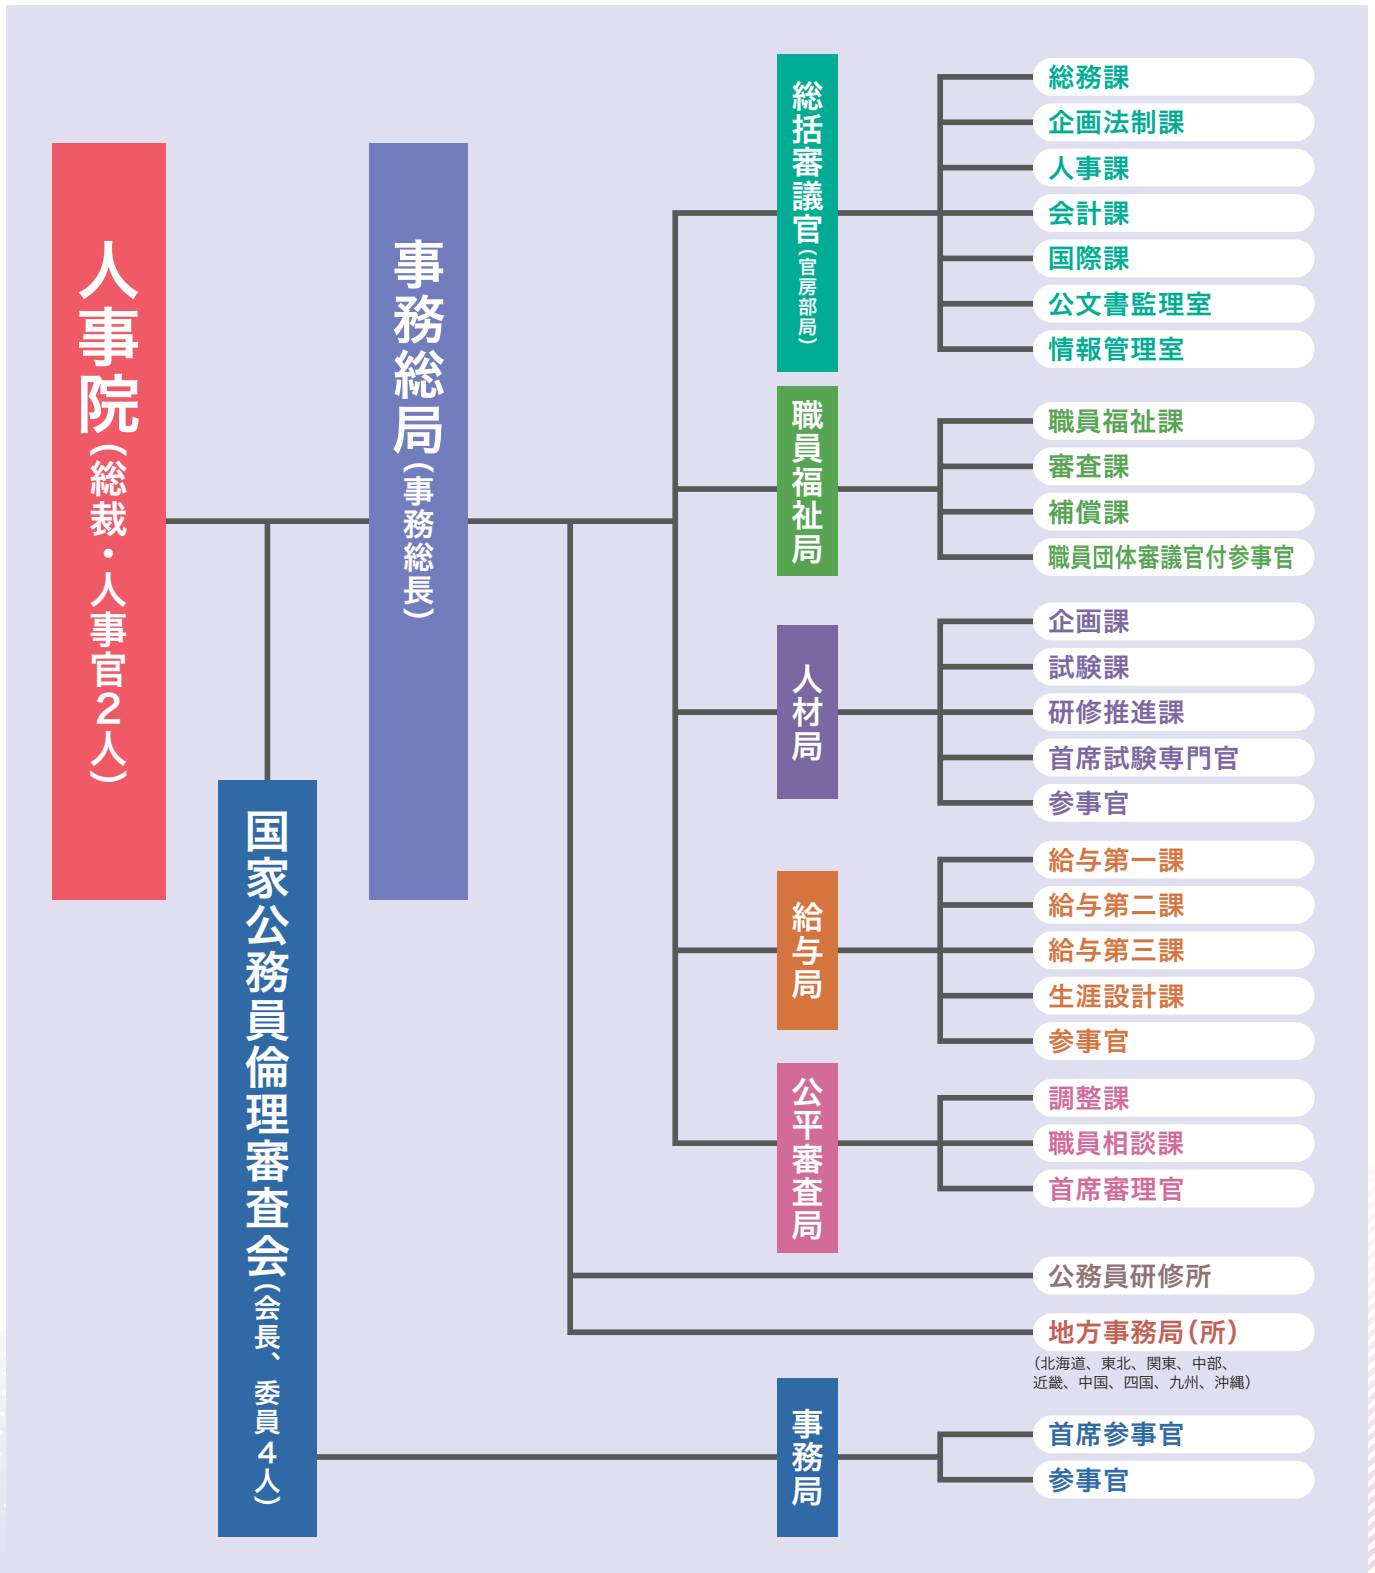 人事院（総裁・人事官2人）
事務総局（事務総長）
国家公務員倫理審査会（会長、委員4人）
総括審議官（官房部局）
総務課
企画法制課
人事課
会計課
国際課
公文書監理室
情報管理室
職員福祉局
職員福祉課
審査課
補償課
職員団体審議官付参事官
人材局
企画課
試験課
研修推進課
首席試験専門官
参事官
給与局
給与第一課
給与第二課
給与第三課
生涯設計課
参事官
公平審査局
調整課
職員相談課
首席審理官
公務員研修所
地方事務局（所）
（北海道、東北、関東、中部、
近畿、中国、四国、九州、沖縄）
事務局
首席参事官
参事官